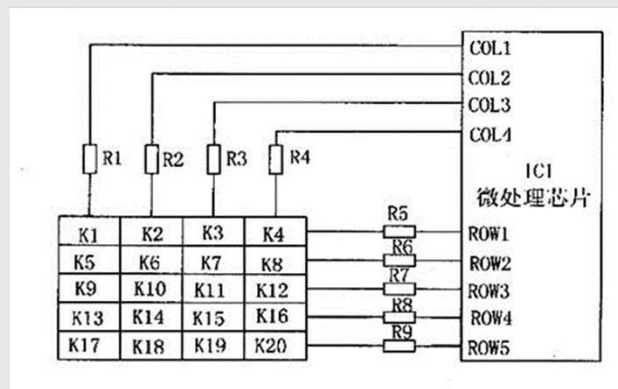 COL1
COL2
COL3
COL4
R1 R2 R3 R4
IC1
微处理芯片
K1 K2 K3 K4 R5 ROW1
K5 K6 K7 K8 R6 ROW2
K9 K10 K11 K12 R7 ROW3
K13 K14 K15 K16 R8 ROW4
K17 K18 K19 K20 R9 ROW5